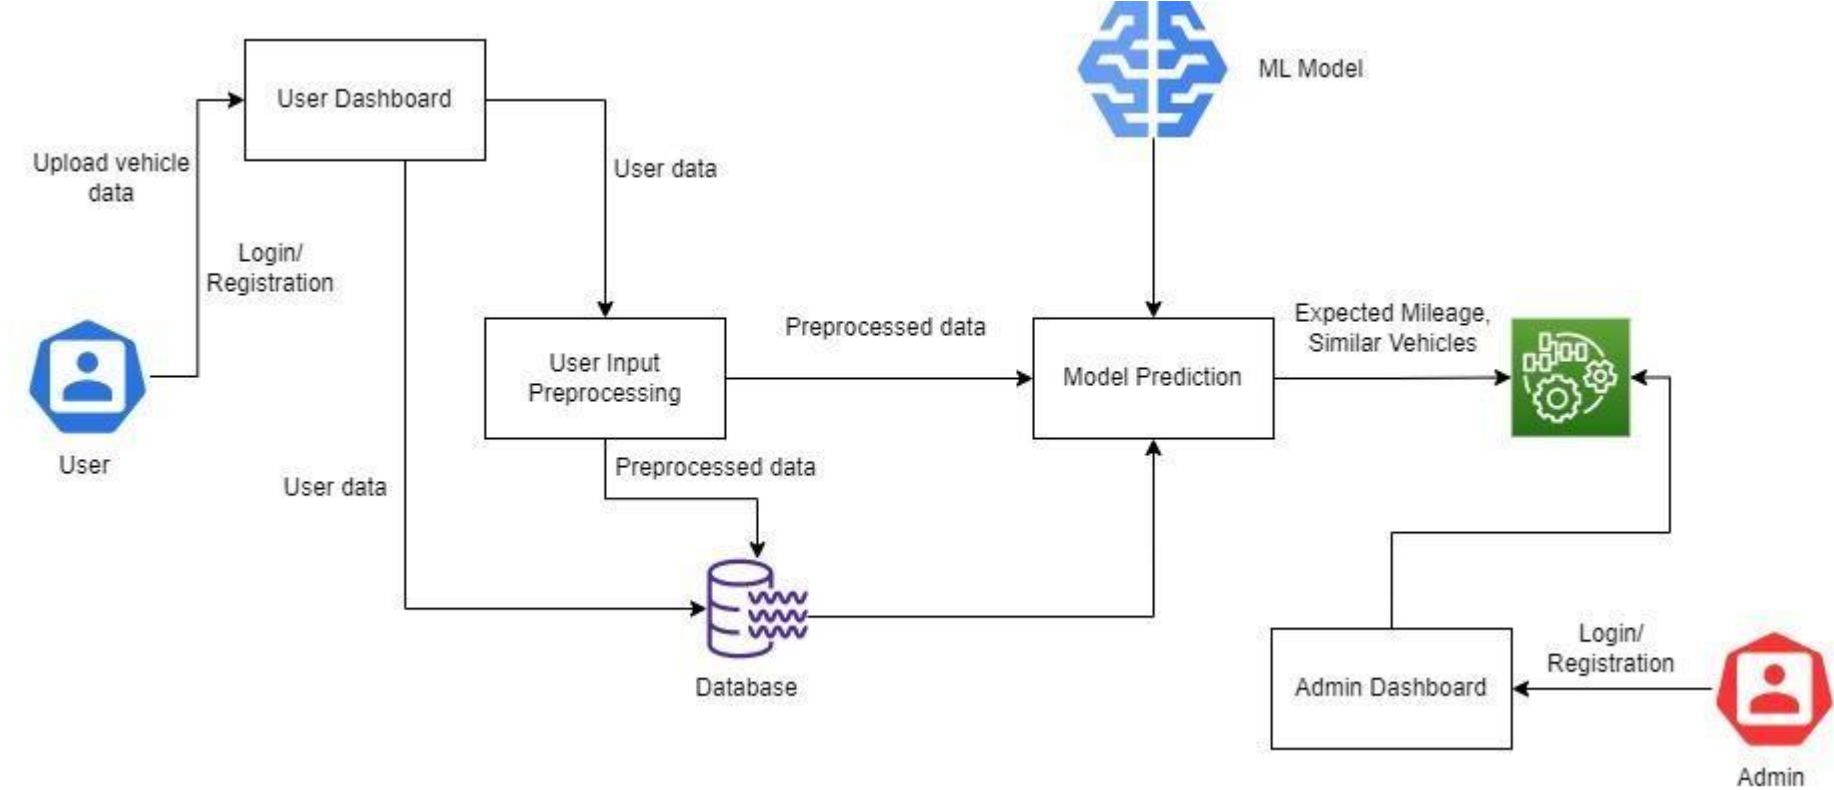 ML Model
User Dashboard
Upload vehicle
data
User data
Login/
Registration
User
Preprocessed data
Expected Mileage,
Similar Vehicles
User Input
Preprocessing
Model Prediction
Preprocessed data
User data
Database
Login/
Registration
Admin Dashboard
Admin